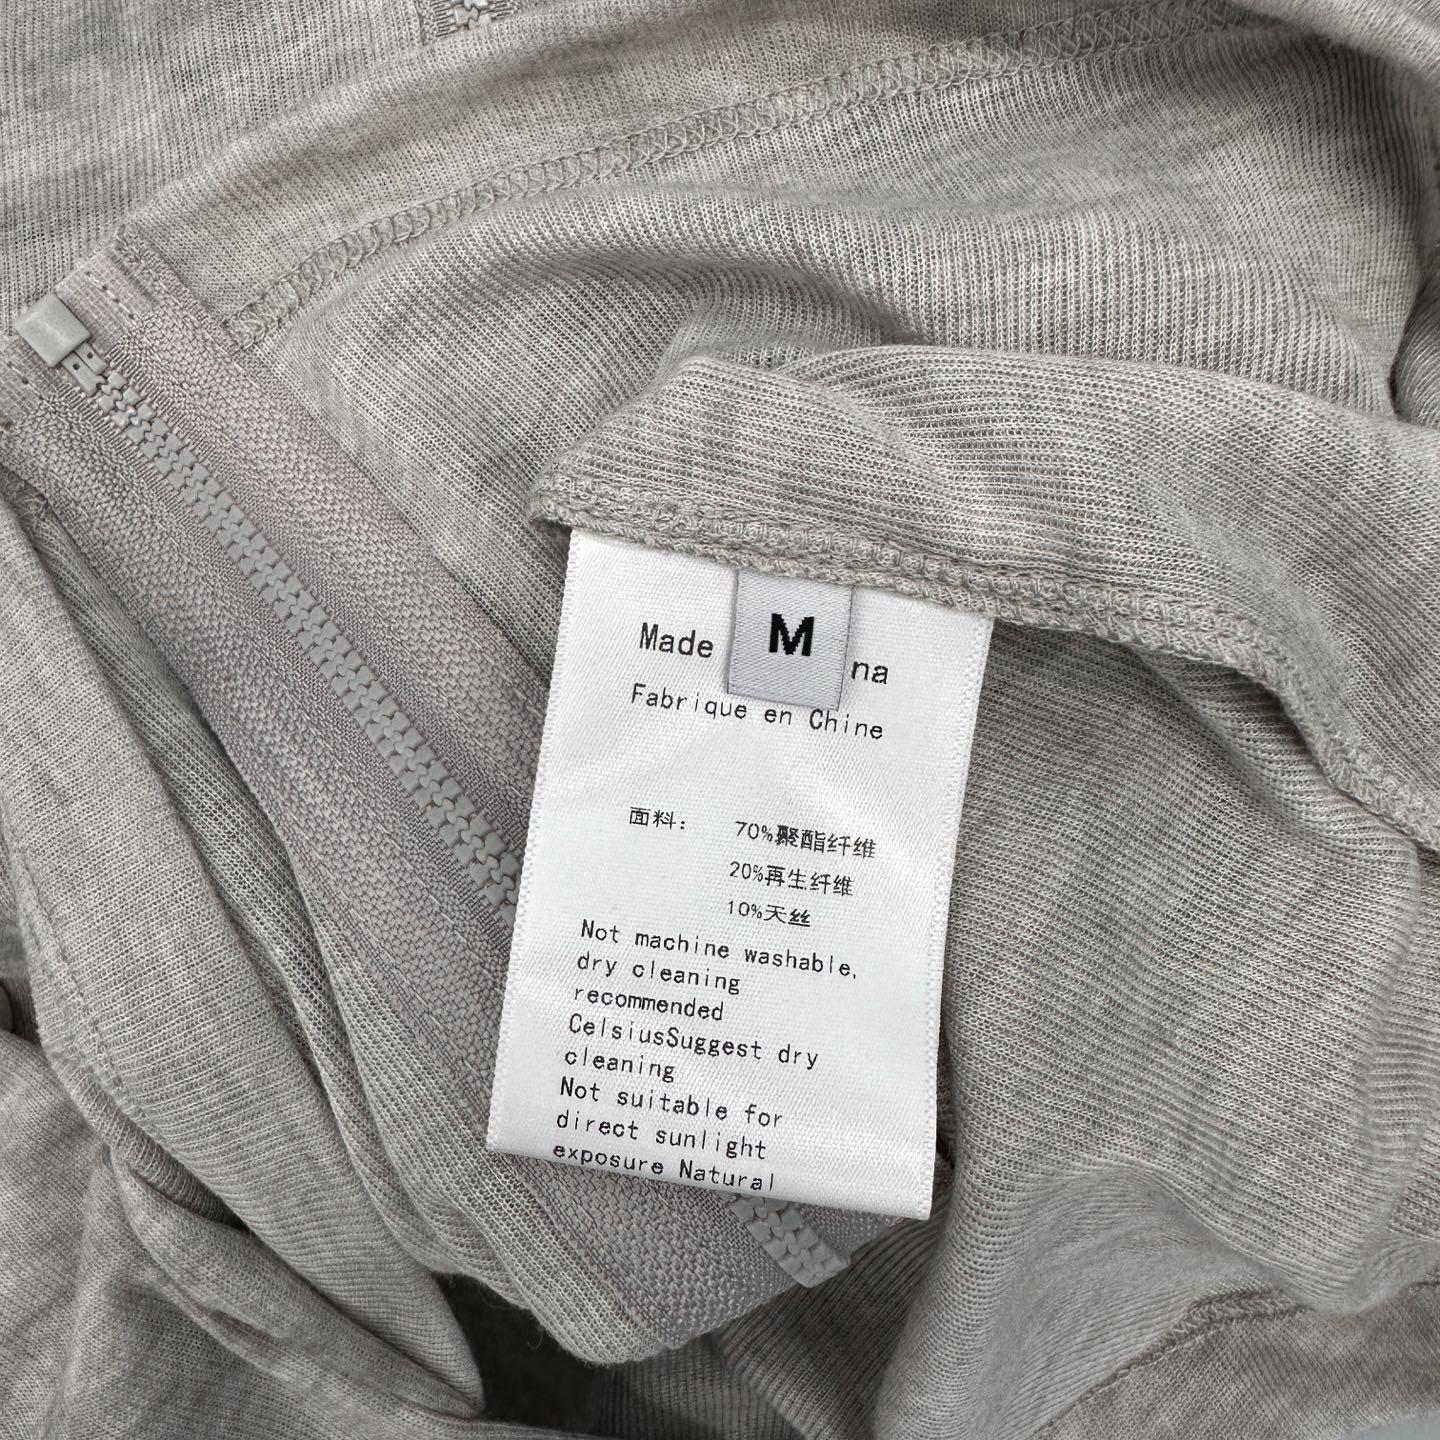 M
Made na
Fabrique en Chine
面料: 70%聚酯纤维
20%再生纤维
10%天丝
Not machine washable,
dry cleaning
recommended
CelsiusSuggest dry
cleaning
Not suitable for
direct sunlight
exposure Natural